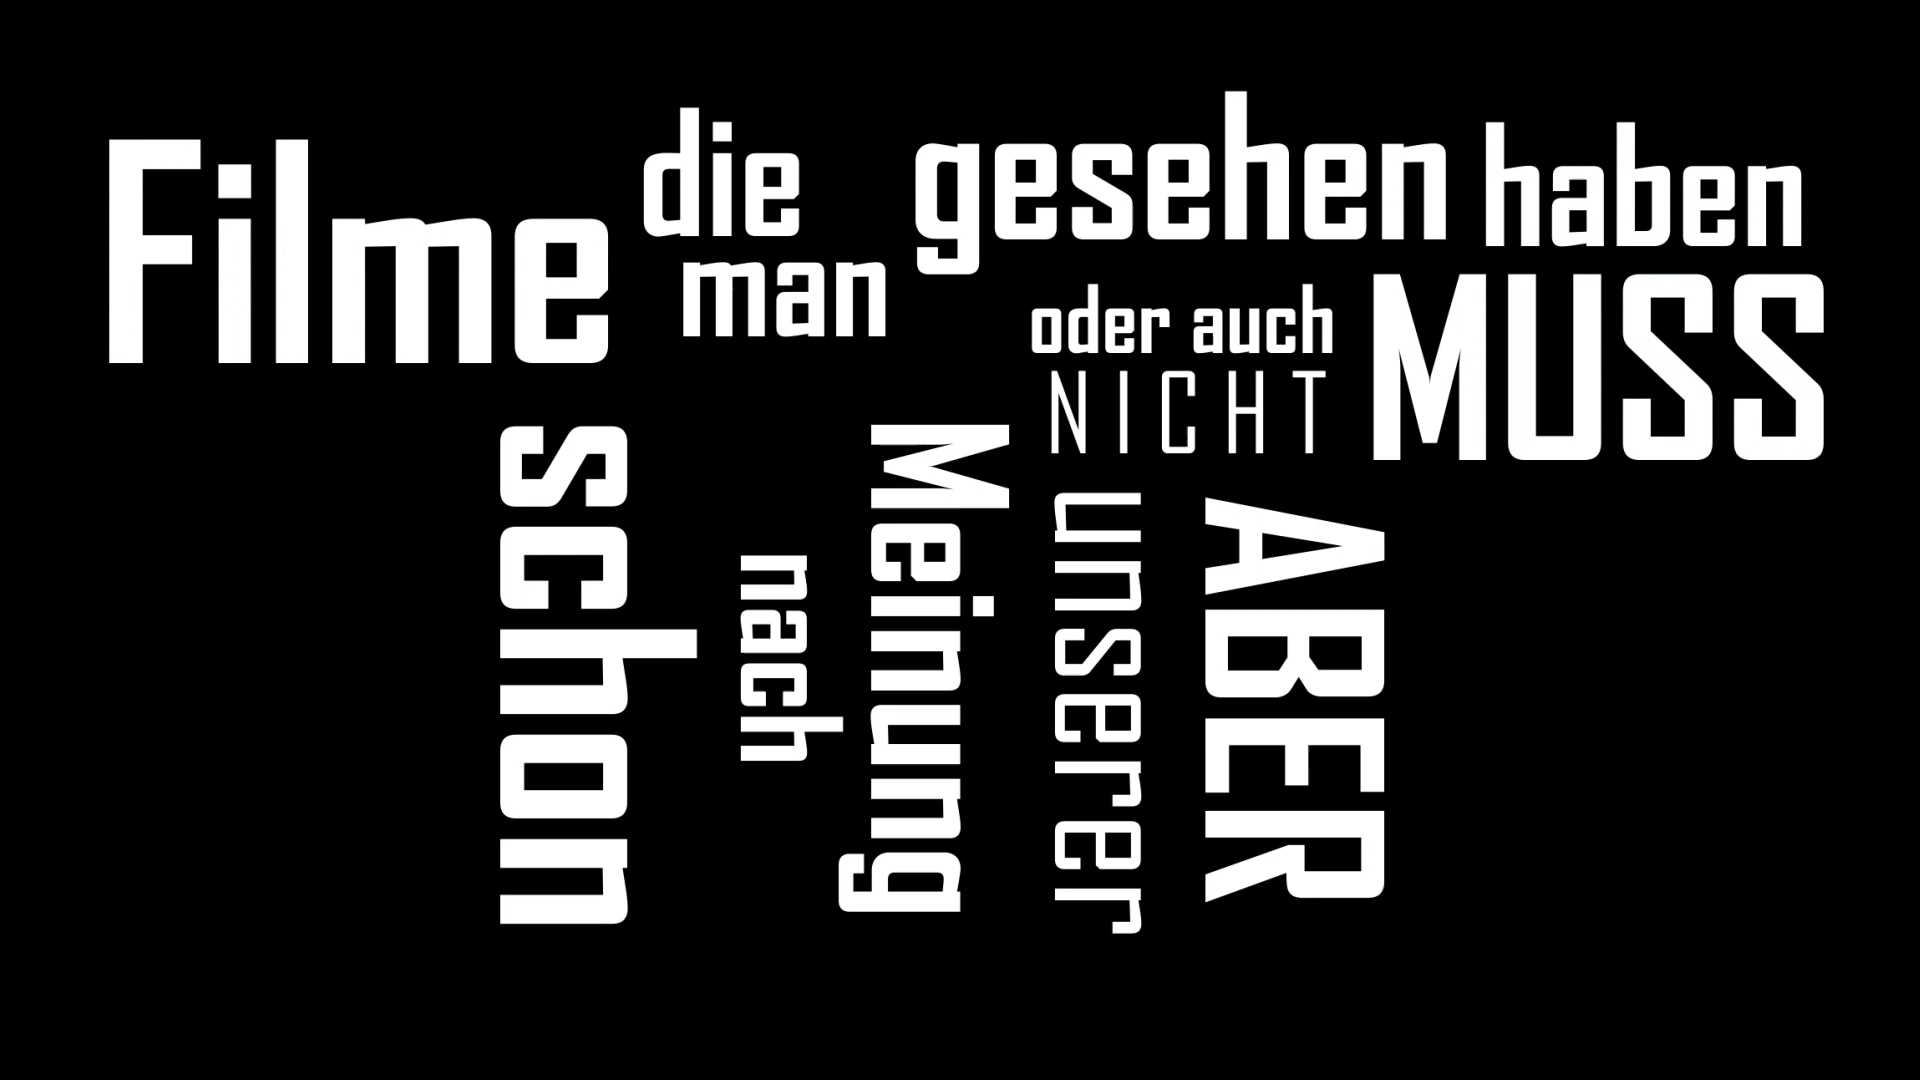 Filme die man gesehen haben
MUSS
oder auch
NICHT
ABER
unserer
Meinung
nach
schon